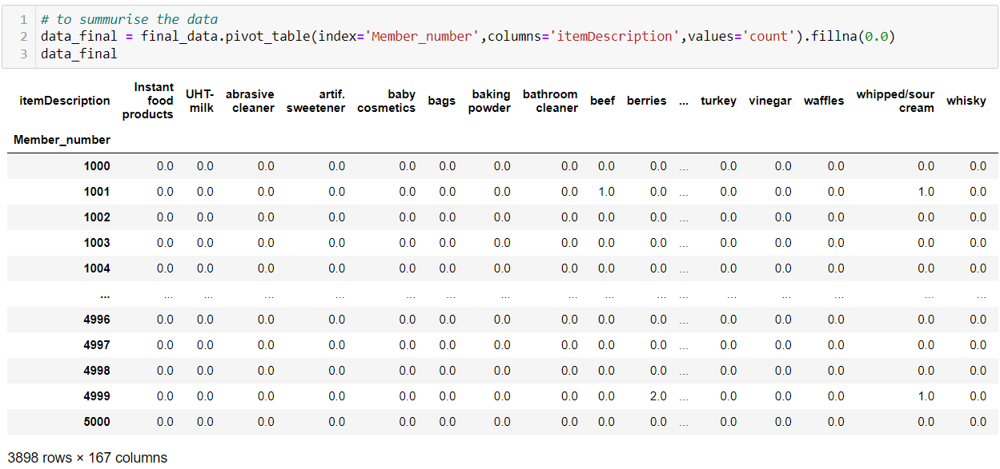 1 # to summurise the data
2 data_final = final_data.pivot_table(index='Member_number',columns='itemDescription',values='count').fillna(0.0)
3 data_final
itemDescription Instant food products UHT-milk abrasive cleaner artif. sweetener baby cosmetics bags baking powder bathroom cleaner beef berries ... turkey vinegar waffles whipped/sour cream whisky
Member_number
1000 0.0 0.0 0.0 0.0 0.0 0.0 0.0 0.0 0.0 0.0 ... 0.0 0.0 0.0 0.0 0.0
1001 0.0 0.0 0.0 0.0 0.0 0.0 0.0 0.0 1.0 0.0 ... 0.0 0.0 0.0 1.0 0.0
1002 0.0 0.0 0.0 0.0 0.0 0.0 0.0 0.0 0.0 0.0 ... 0.0 0.0 0.0 0.0 0.0
1003 0.0 0.0 0.0 0.0 0.0 0.0 0.0 0.0 0.0 0.0 ... 0.0 0.0 0.0 0.0 0.0
1004 0.0 0.0 0.0 0.0 0.0 0.0 0.0 0.0 0.0 0.0 ... 0.0 0.0 0.0 0.0 0.0
... ... ... ... ... ... ... ... ... ... ... ... ... ... ... ... ...
4996 0.0 0.0 0.0 0.0 0.0 0.0 0.0 0.0 0.0 0.0 ... 0.0 0.0 0.0 0.0 0.0
4997 0.0 0.0 0.0 0.0 0.0 0.0 0.0 0.0 0.0 0.0 ... 0.0 0.0 0.0 0.0 0.0
4998 0.0 0.0 0.0 0.0 0.0 0.0 0.0 0.0 0.0 0.0 ... 0.0 0.0 0.0 0.0 0.0
4999 0.0 0.0 0.0 0.0 0.0 0.0 0.0 0.0 0.0 2.0 ... 0.0 0.0 0.0 1.0 0.0
5000 0.0 0.0 0.0 0.0 0.0 0.0 0.0 0.0 0.0 0.0 ... 0.0 0.0 0.0 0.0 0.0
3898 rows × 167 columns